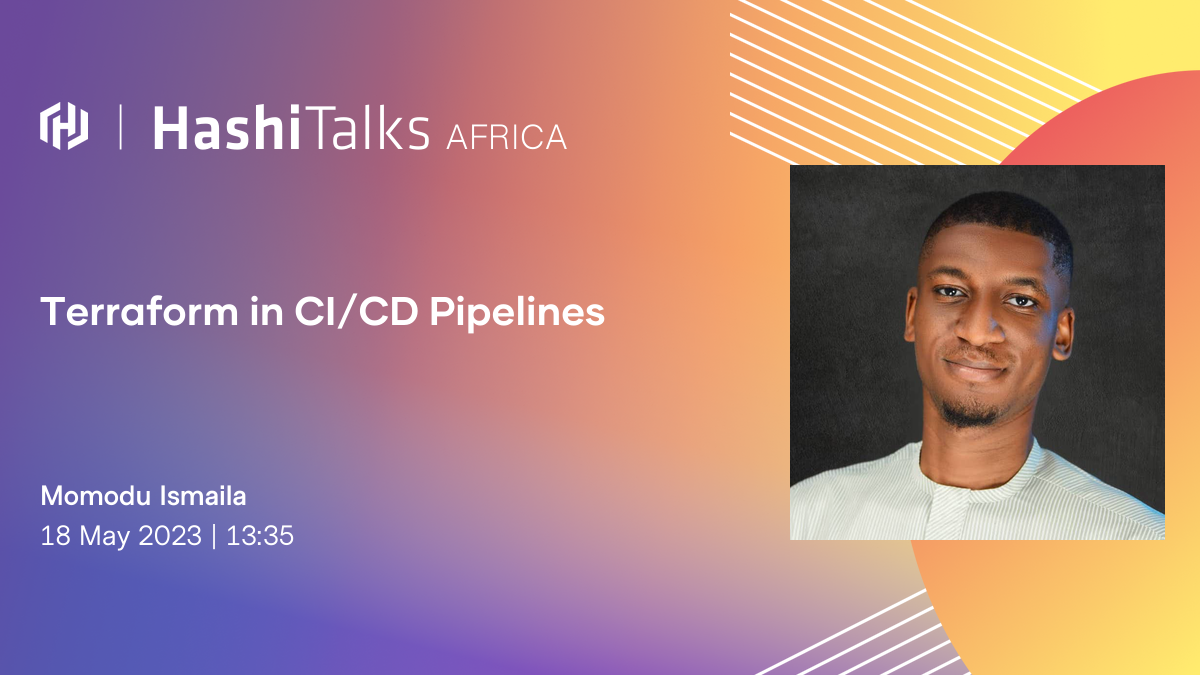 HashiTalks AFRICA
Terraform in CI/CD Pipelines
Momodu Ismaila
18 May 2023 | 13:35